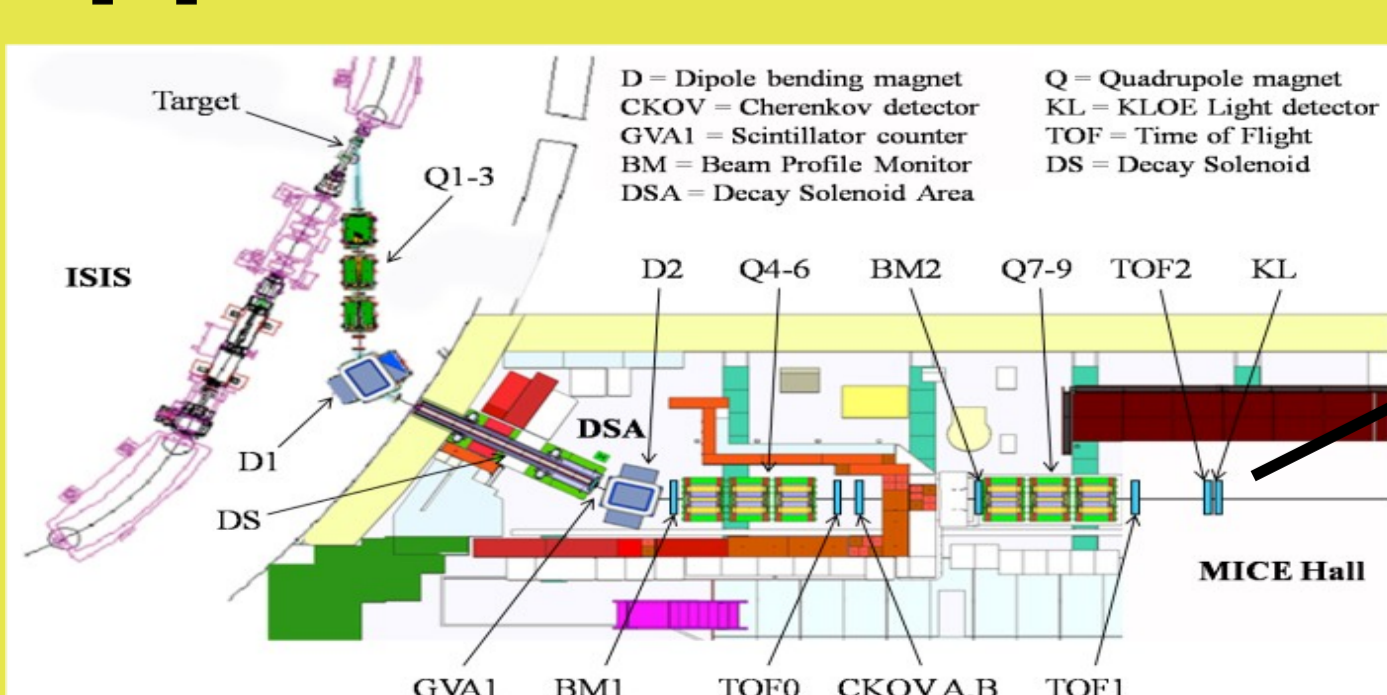 D = Dipole bending magnet
CKOV = Cherenkov detector
GVA1 = Scintillator counter
BM = Beam Profile Monitor
DSA = Decay Solenoid Area
Q = Quadrupole magnet
KL = KLOE Light detector
TOF = Time of Flight
DS = Decay Solenoid
Target
Q1-3
ISIS
D2
Q4-6
BM2
Q7-9
TOF2
KL
DSA
D1
DS
MICE Hall
GVA1
BM1
TOF0
CKOV A,B
TOF1